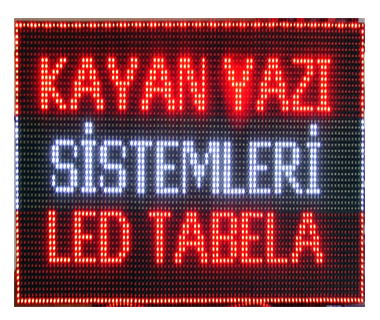 KAYAN YAZI
SİSTEMLERİ
LED TABELA